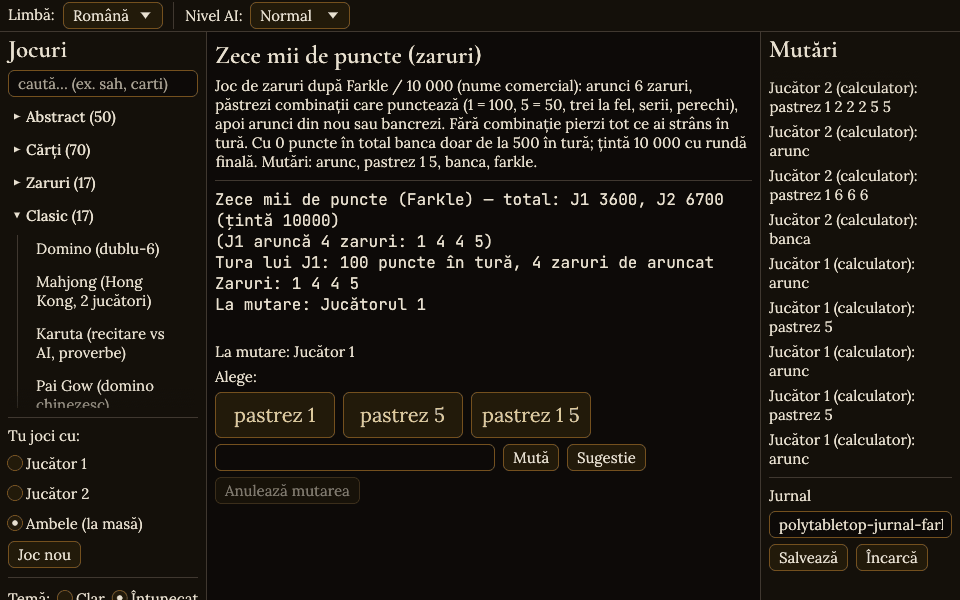 Limbă: Română Nivel AI: Normal
Jocuri
caută... (ex. sah, carti)
Abstract (50)
Cărți (70)
Zaruri (17)
Clasic (17)
Domino (dublu-6)
Mahjong (Hong
Kong, 2 jucători)
Karuta (recitare vs
AI, proverbe)
Pai Gow (domino
chinezesc)
Tu joci cu:
Jucător 1
Jucător 2
Ambele (la masă)
Joc nou
Temă: Clar Întunecat
Zece mii de puncte (zaruri)
Joc de zaruri după Farkle / 10 000 (nume comercial): arunci 6 zaruri,
păstrezi combinații care punctează (1 = 100, 5 = 50, trei la fel, serii, perechi),
apoi arunci din nou sau bancrezi. Fără combinație pierzi tot ce ai strâns în
tură. Cu 0 puncte în total banca doar de la 500 în tură; țintă 10 000 cu rundă
finală. Mutări: arunc, pastrez 1 5, banca, farkle.
Zece mii de puncte (Farkle) — total: J1 3600, J2 6700
(țintă 10000)
(J1 aruncă 4 zaruri: 1 4 4 5)
Tura lui J1: 100 puncte în tură, 4 zaruri de aruncat
Zaruri: 1 4 4 5
La mutare: Jucătorul 1
La mutare: Jucător 1
Alege:
pastrez 1 pastrez 5 pastrez 1 5
Mută Sugestie
Anulează mutarea
Mutări
Jucător 2 (calculator):
pastrez 1 2 2 2 5 5
Jucător 2 (calculator):
arunc
Jucător 2 (calculator):
pastrez 1 6 6 6
Jucător 2 (calculator):
banca
Jucător 1 (calculator):
arunc
Jucător 1 (calculator):
pastrez 5
Jucător 1 (calculator):
arunc
Jucător 1 (calculator):
pastrez 5
Jucător 1 (calculator):
arunc
Jurnal
polytabletop-jurnal-farl
Salvează Încarcă